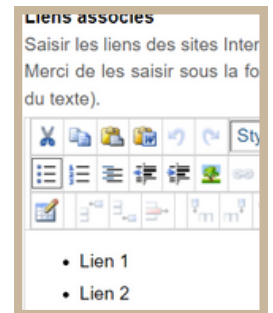 Liens associés
Saisir les liens des sites Inter
Merci de les saisir sous la fo
du texte).
Sty
Lien 1
Lien 2